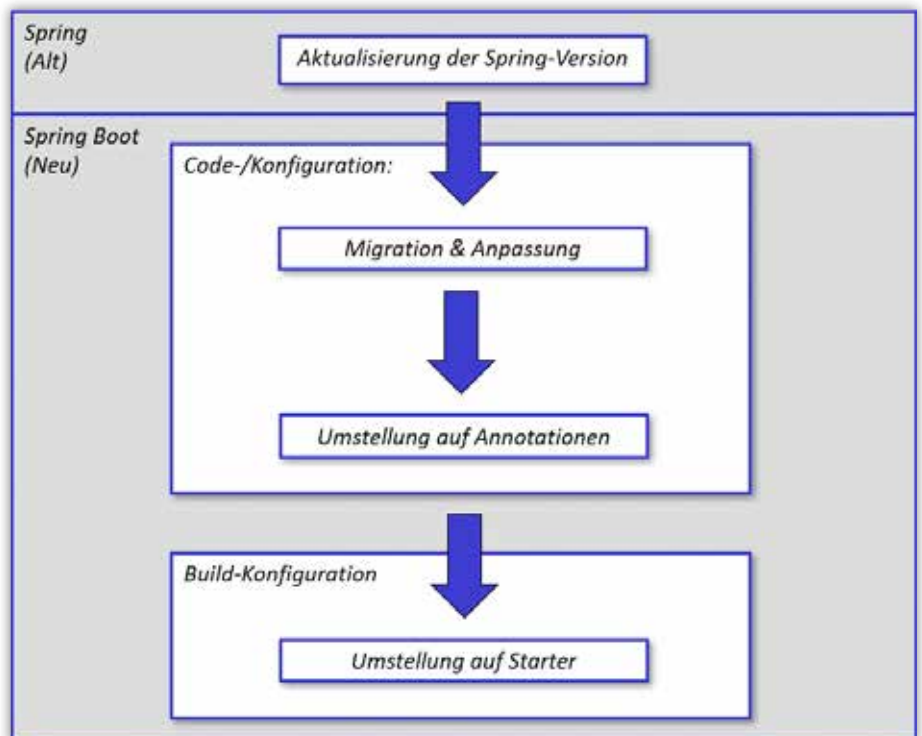 Spring
(Alt)
Aktualisierung der Spring-Version
Spring Boot
(Neu)
Code-/Konfiguration:
Migration & Anpassung
Umstellung auf Annotationen
Build-Konfiguration
Umstellung auf Starter